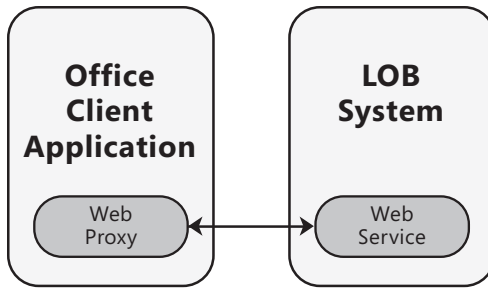 Office
Client
Application
Web
Proxy
LOB
System
Web
Service